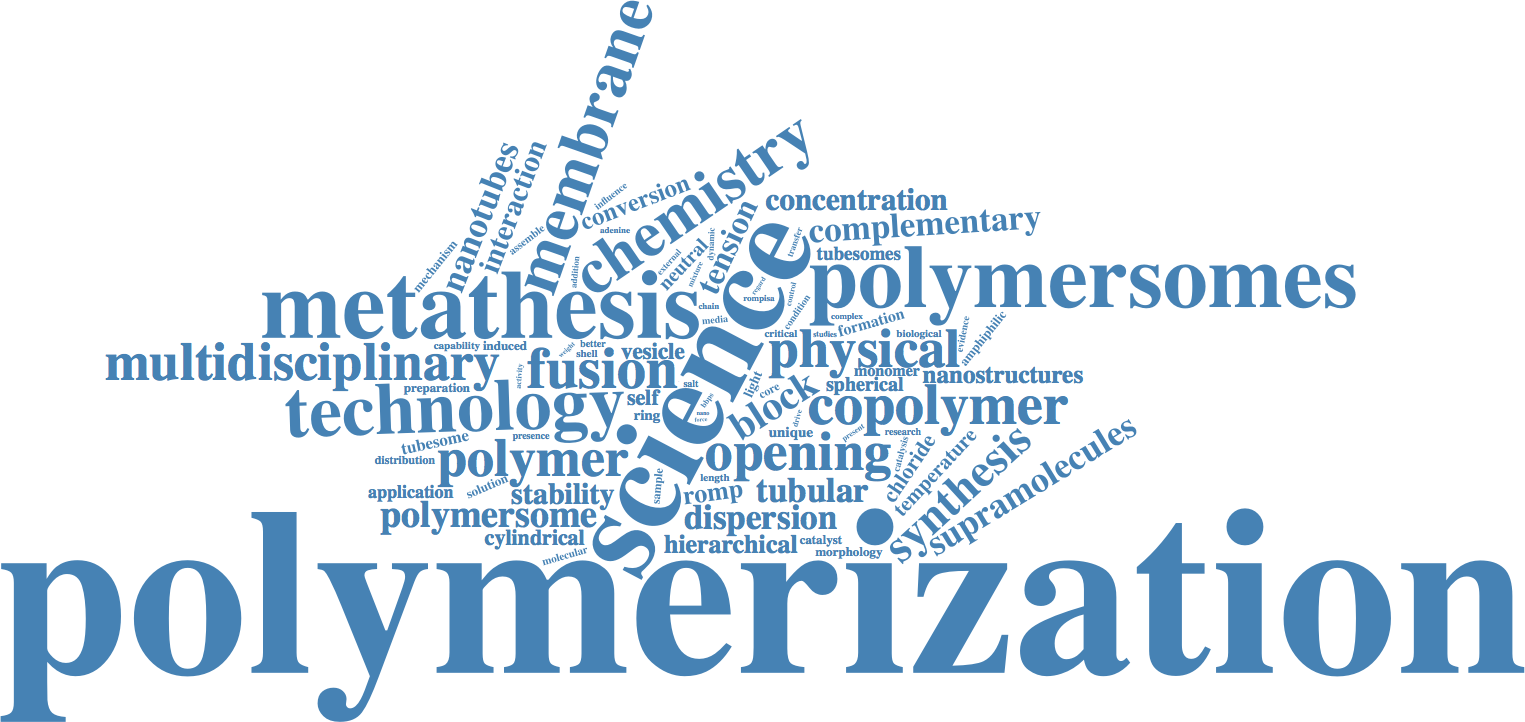 membrane
chemistry
nanotubes
interaction
conversion
influence
assemble
adenine
mechanism
concentration
complementary
tubesomes
polymersomes
metathesis
science
tension
neutral
dynamic
external
mixture
addition
transfer
regard
control
rompisa
chain
media
condition
complex
formation
critical
studies
biological
evidence
amphiphilic
multidisciplinary
capability
induced
better
shell
weight
vesicle
fusion
activity
preparation
physical
monomer
nanostructures
spherical
technology
self
ring
salt
bbps
nano
force
light
core
block
drive
copolymer
unique
present
research
presence
tubesome
distribution
polymer
opening
catalysis
chloride
temperature
synthesis
supramolecules
application
solution
stability
sample
length
romp
tubular
polymersome
dispersion
cylindrical
hierarchical
catalyst
morphology
molecular
polymerization